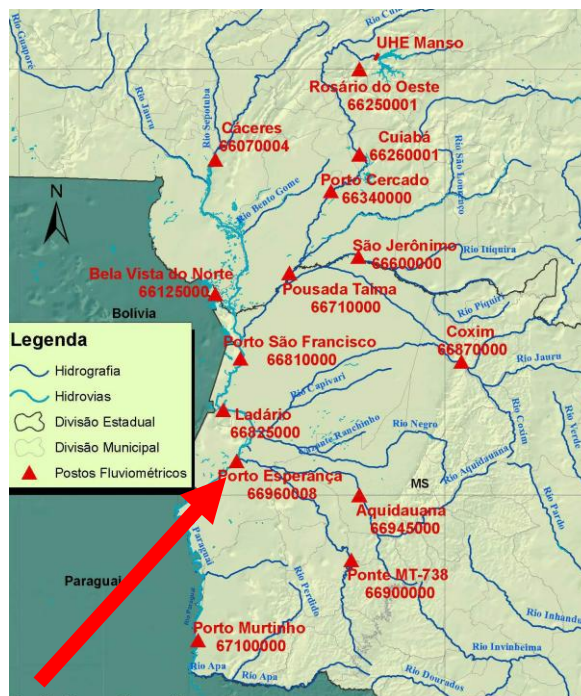 Rio Guaporé
Rio Jauru
Rio Sepotuba
UHE Manso
Rosário do Oeste
66250001
Cáceres
66070004
Cuiabá
66260001
Porto Cercado
66340000
Rio São Lourenço
Rio Bento Gome
N
São Jerônimo
66600000
Rio Itiquira
Bela Vista do Norte
66125000
Pousada Taima
66710000
Rio Piquiri
Bolívia
Legenda
Hidrografia
Hidrovias
Divisão Estadual
Divisão Municipal
Postos Fluviométricos
Porto São Francisco
66810000
Coxim
66870000
Rio Jauru
Rio Capivari
Ladário
66825000
Rio Negro
Rio Coxim
Rio Verde
Rio Aquidauana
Porto Esperança
66960008
MS
Aquidauana
66945000
Rio Pardo
Paraguai
Paraguai
Ponte MT-738
66900000
Rio Perdido
Rio Inhandu
Porto Murtinho
67100000
Rio Invinheima
Rio Apa
Rio Apa
Rio Dourados